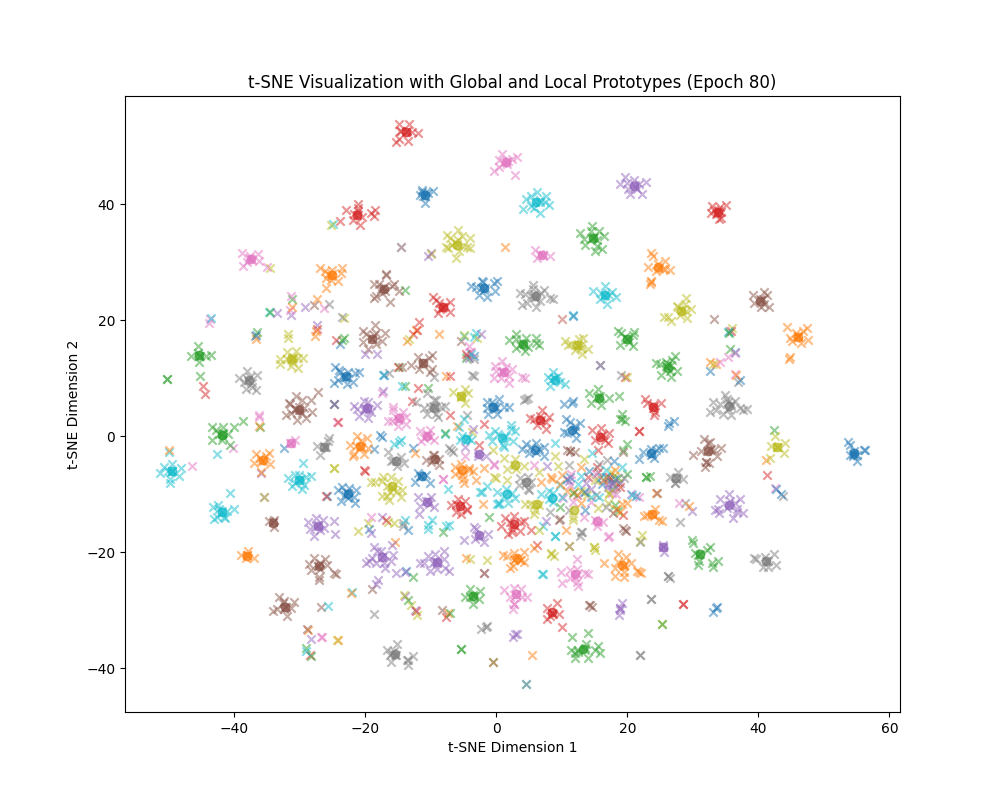 t-SNE Visualization with Global and Local Prototypes (Epoch 80)
40
20
0
−20
−40
t-SNE Dimension 2
−40 −20 0 20 40 60
t-SNE Dimension 1